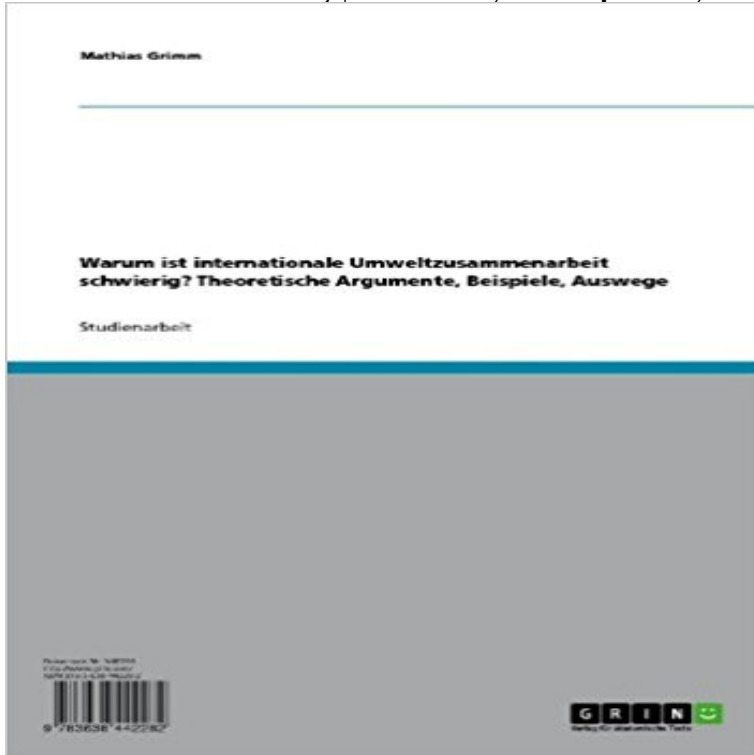 Mathias Grimm
Warum ist internationale Umweltzusammenarbeit
schwierig? Theoretische Argumente, Beispiele, Auswege
Studienarbeit
GRIN